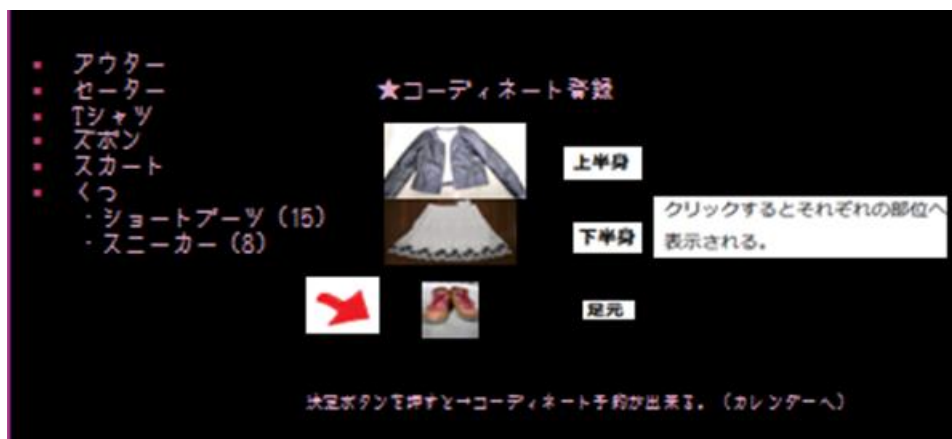 アウター
セーター
Tシャツ
ズボン
スカート
くつ
・ショートブーツ(15)
・スニーカー(8)
★コーディネート登録
上半身
下半身
クリックするとそれぞれの部位へ
表示される。
足元
決定ボタンを押すと→コーディネート予約が出来る。(カレンダーへ)